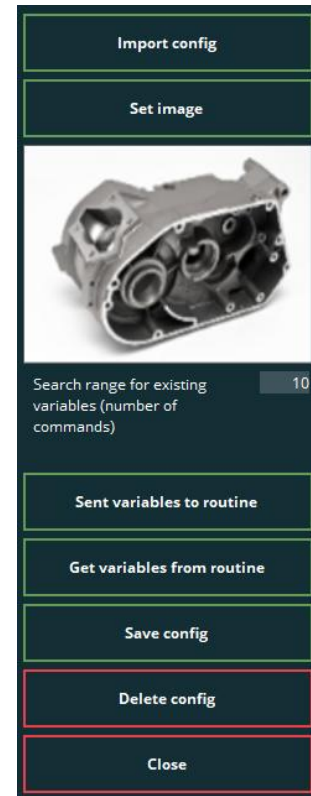 Import config
Set image
Search range for existing
10
variables (number of
commands)
Sent variables to routine
Get variables from routine
Save config
Delete config
Close